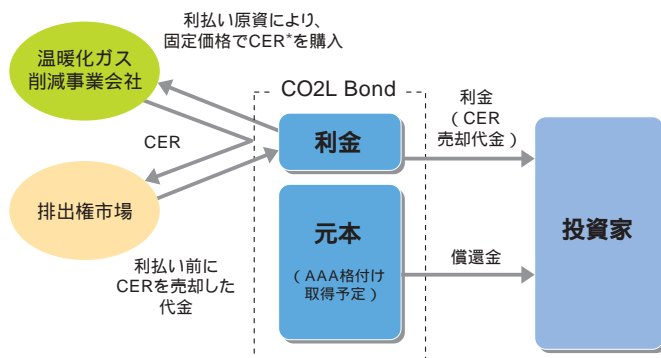 利払い原資により、
固定価格でCER*を購入
温暖化ガス
削減事業会社
CO2L Bond
利金
(CER
売却代金)
CER
利金
排出権市場
元本
(AAA格付け
取得予定)
投資家
償還金
利払い前に
CERを売却した
代金